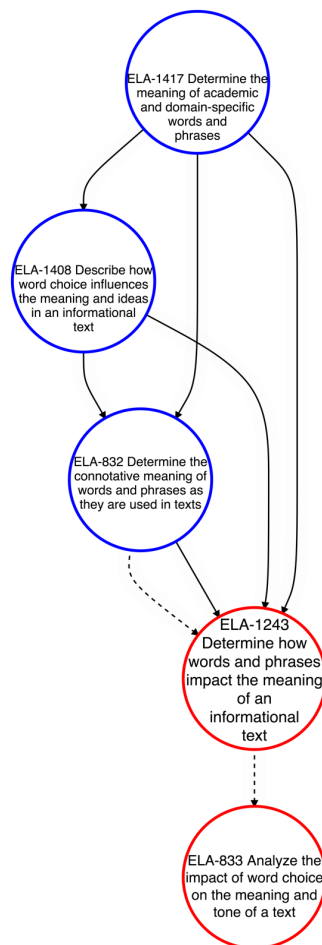 ELA-1417 Determine the
meaning of academic
and domain-specific
words and
phrases
ELA-1408 Describe how
word choice influences
the meaning and ideas
in an informational
text
ELA-832 Determine the
connotative meaning of
words and phrases as
they are used in texts
ELA-1243
Determine how
words and phrases
impact the meaning
of an
informational
text
ELA-833 Analyze the
impact of word choice
on the meaning and
tone of a text